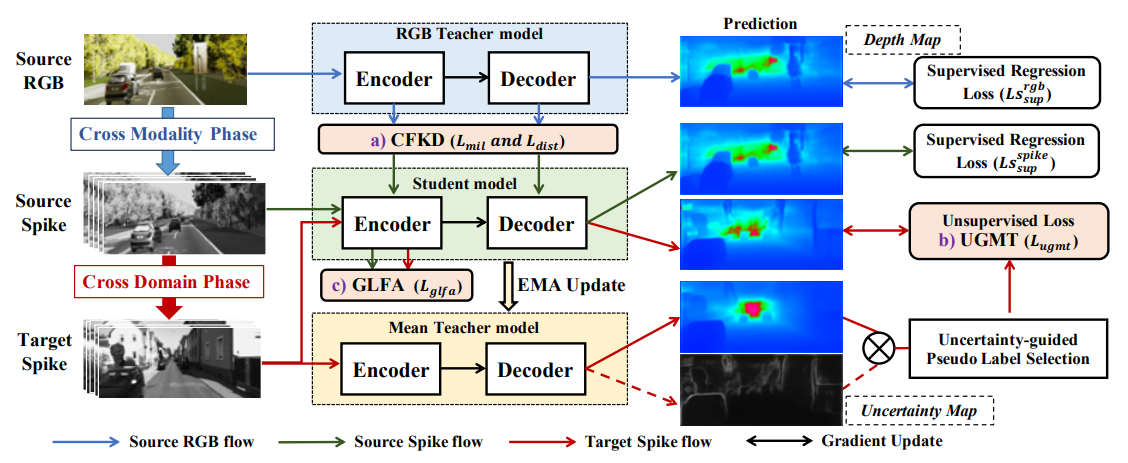 Prediction
Source
RGB
RGB Teacher model
Encoder
Decoder
Depth Map
Supervised Regression
Loss (Ls_{sup}^{rgb})
Cross Modality Phase
a) CFKD (L_{mil} and L_{dist})
Supervised Regression
Loss (Ls_{sup}^{spike})
Source
Spike
Student model
Encoder
Decoder
Unsupervised Loss
b) UGMT (L_{ugmt})
Cross Domain Phase
c) GLFA (L_{glfa})
EMA Update
Target
Spike
Mean Teacher model
Encoder
Decoder
Uncertainty-guided
Pseudo Label Selection
Uncertainty Map
Source RGB flow
Source Spike flow
Target Spike flow
Gradient Update